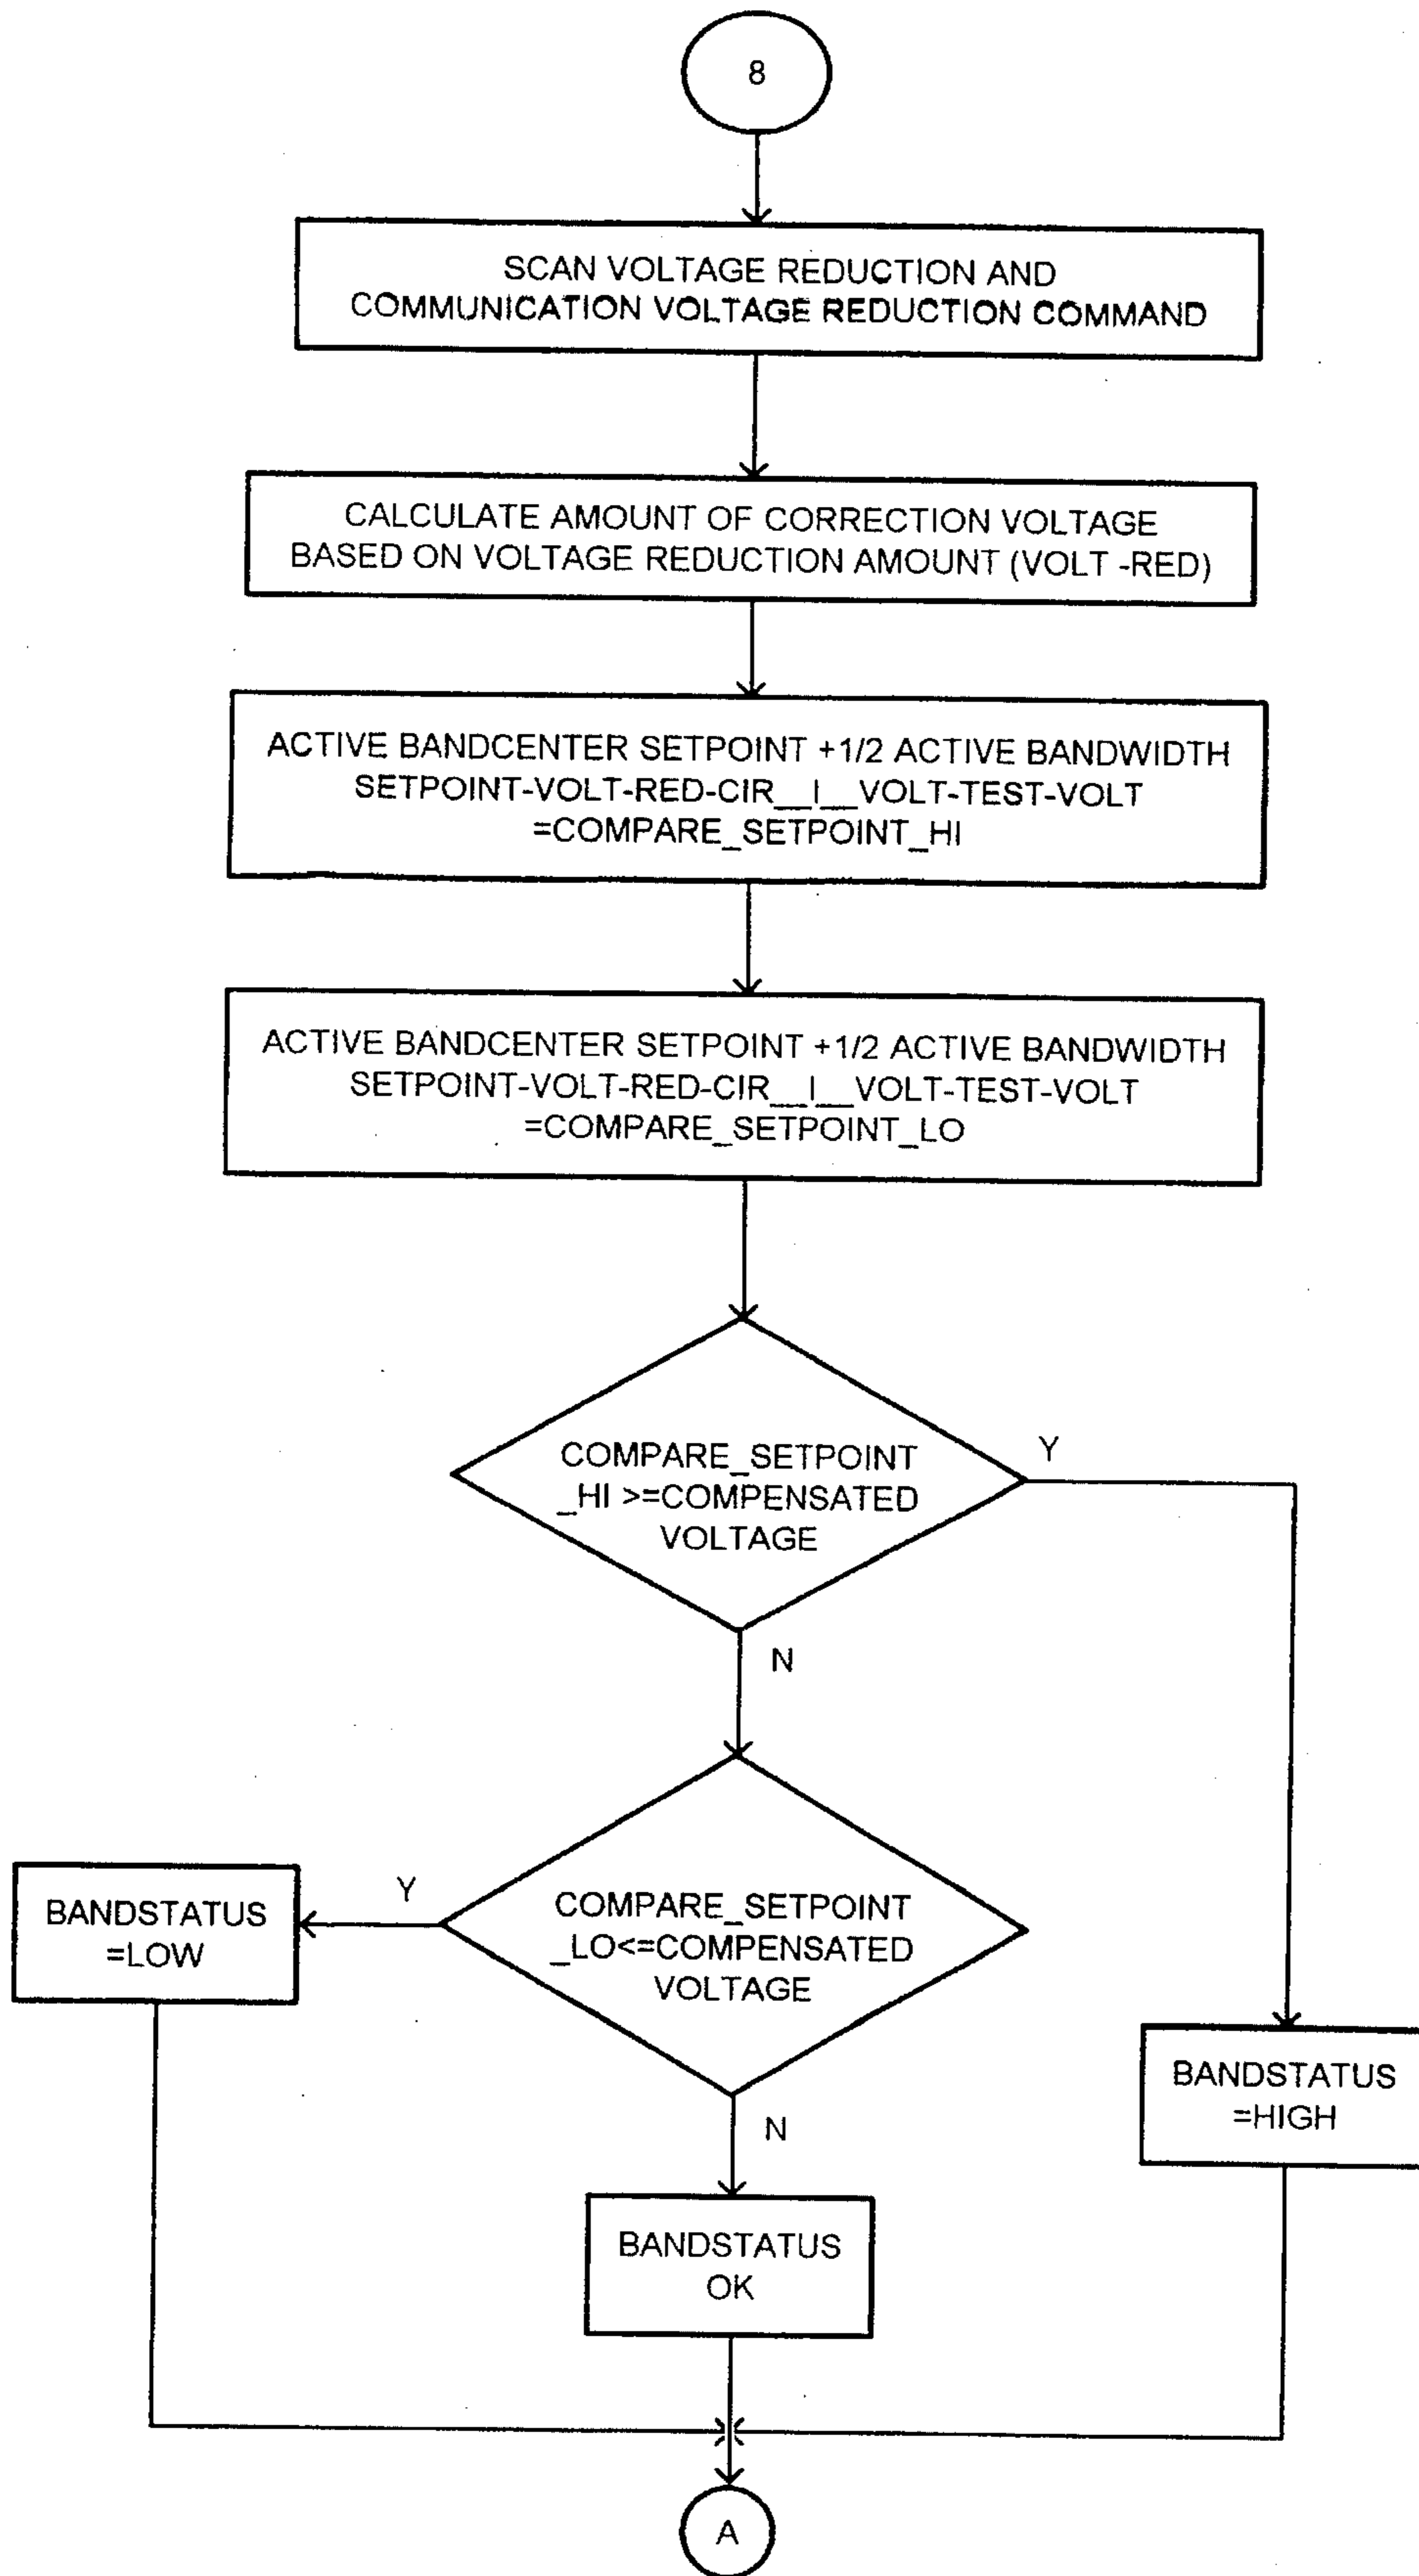 8
SCAN VOLTAGE REDUCTION AND
COMMUNICATION VOLTAGE REDUCTION COMMAND
CALCULATE AMOUNT OF CORRECTION VOLTAGE
BASED ON VOLTAGE REDUCTION AMOUNT (VOLT -RED)
ACTIVE BANDCENTER SETPOINT +1/2 ACTIVE BANDWIDTH
SETPOINT-VOLT-RED-CIR__I__VOLT-TEST-VOLT
=COMPARE_SETPOINT_HI
ACTIVE BANDCENTER SETPOINT +1/2 ACTIVE BANDWIDTH
SETPOINT-VOLT-RED-CIR__I__VOLT-TEST-VOLT
=COMPARE_SETPOINT_LO
COMPARE_SETPOINT
_HI >=COMPENSATED
VOLTAGE
Y
N
COMPARE_SETPOINT
_LO<=COMPENSATED
VOLTAGE
Y
BANDSTATUS
=LOW
N
BANDSTATUS
=HIGH
BANDSTATUS
OK
A